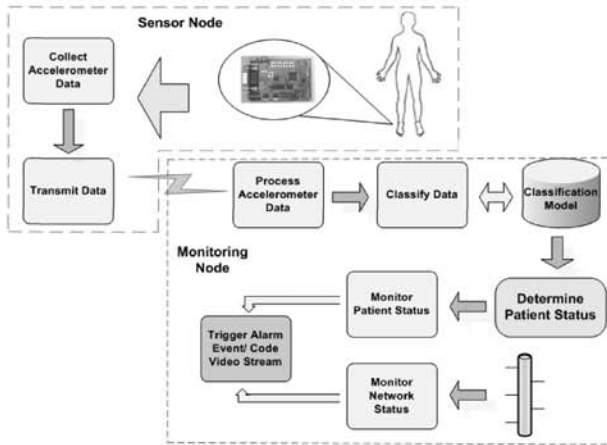 Sensor Node
Collect
Accelerometer
Data
Transmit Data
Process
Accelerometer
Data
Classify Data
Classification
Model
Monitoring
Node
Monitor
Patient Status
Determine
Patient Status
Trigger Alarm
Event/ Code
Video Stream
Monitor
Network
Status